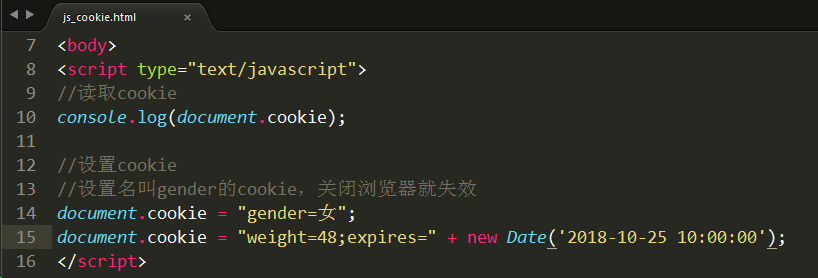 js_cookie.html
7 <body>
8 <script type="text/javascript">
9 //读取cookie
10 console.log(document.cookie);
11
12 //设置cookie
13 //设置名叫gender的cookie，关闭浏览器就失效
14 document.cookie = "gender=女";
15 document.cookie = "weight=48;expires=" + new Date('2018-10-25 10:00:00');
16 </script>